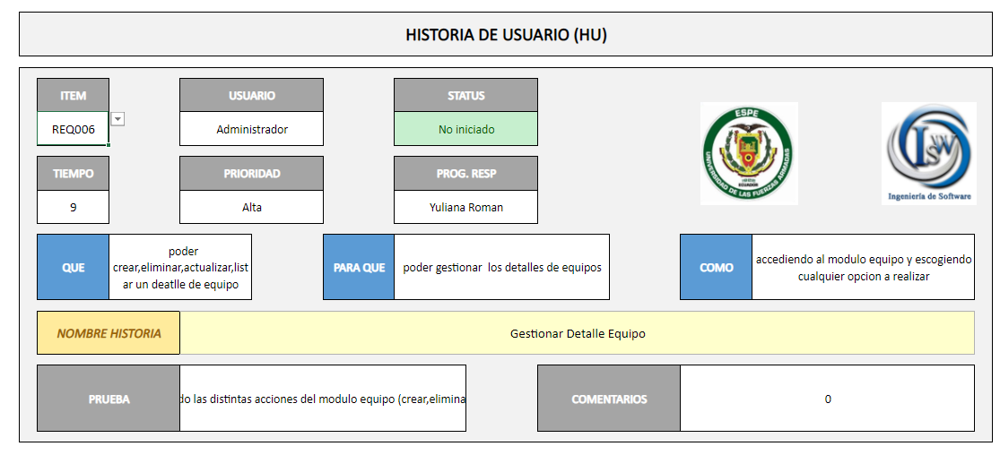 HISTORIA DE USUARIO (HU)
ITEM
USUARIO
STATUS
REQ006
Administrador
No iniciado
TIEMPO
PRIORIDAD
PROG. RESP
9
Alta
Yuliana Roman
ESPE
UNIVERSIDAD DE LAS FUERZAS ARMADAS
ECUADOR
ISW
Ingeniería de Software
QUE
poder
crear,eliminar,actualizar,list
ar un deatlle de equipo
PARA QUE
poder gestionar los detalles de equipos
COMO
accediendo al modulo equipo y escogiendo
cualquier opcion a realizar
NOMBRE HISTORIA
Gestionar Detalle Equipo
PRUEBA
do las distintas acciones del modulo equipo (crear,elimina
COMENTARIOS
0